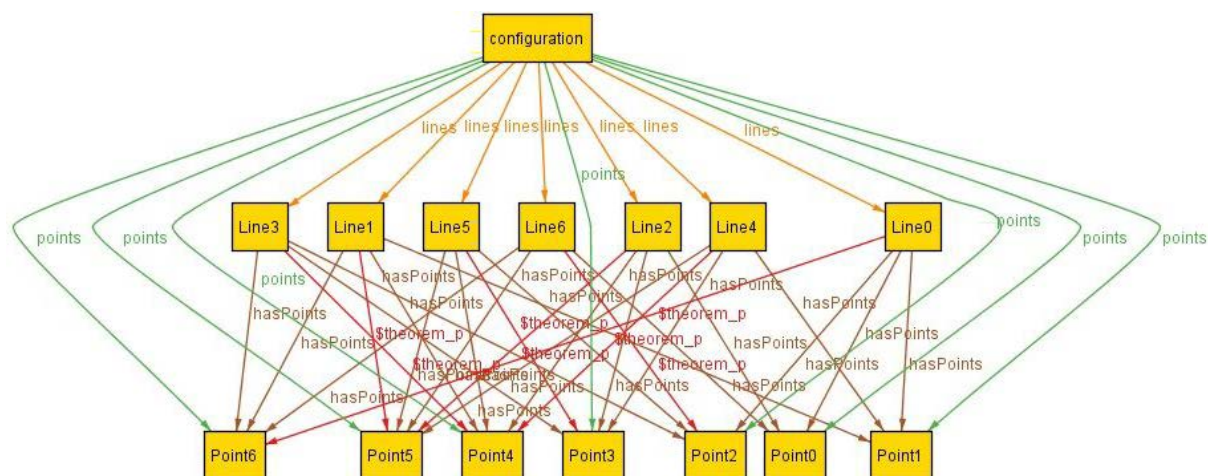 configuration
lines lines lines lines lines lines lines
points
points points points points points
Line3 Line1 Line5 Line6 Line2 Line4 Line0
points
hasPoints hasPoints hasPoints hasPoints
hasPoints
hasPoints hasPoints
$theorem_p $theorem_p $theorem_p
hasPoints hasPoints hasPoints
$theorem_p $theorem_p
$theorem_p $theorem_p
hasPoints hasPoints hasPoints hasPoints
hasPoints
Point6 Point5 Point4 Point3 Point2 Point0 Point1